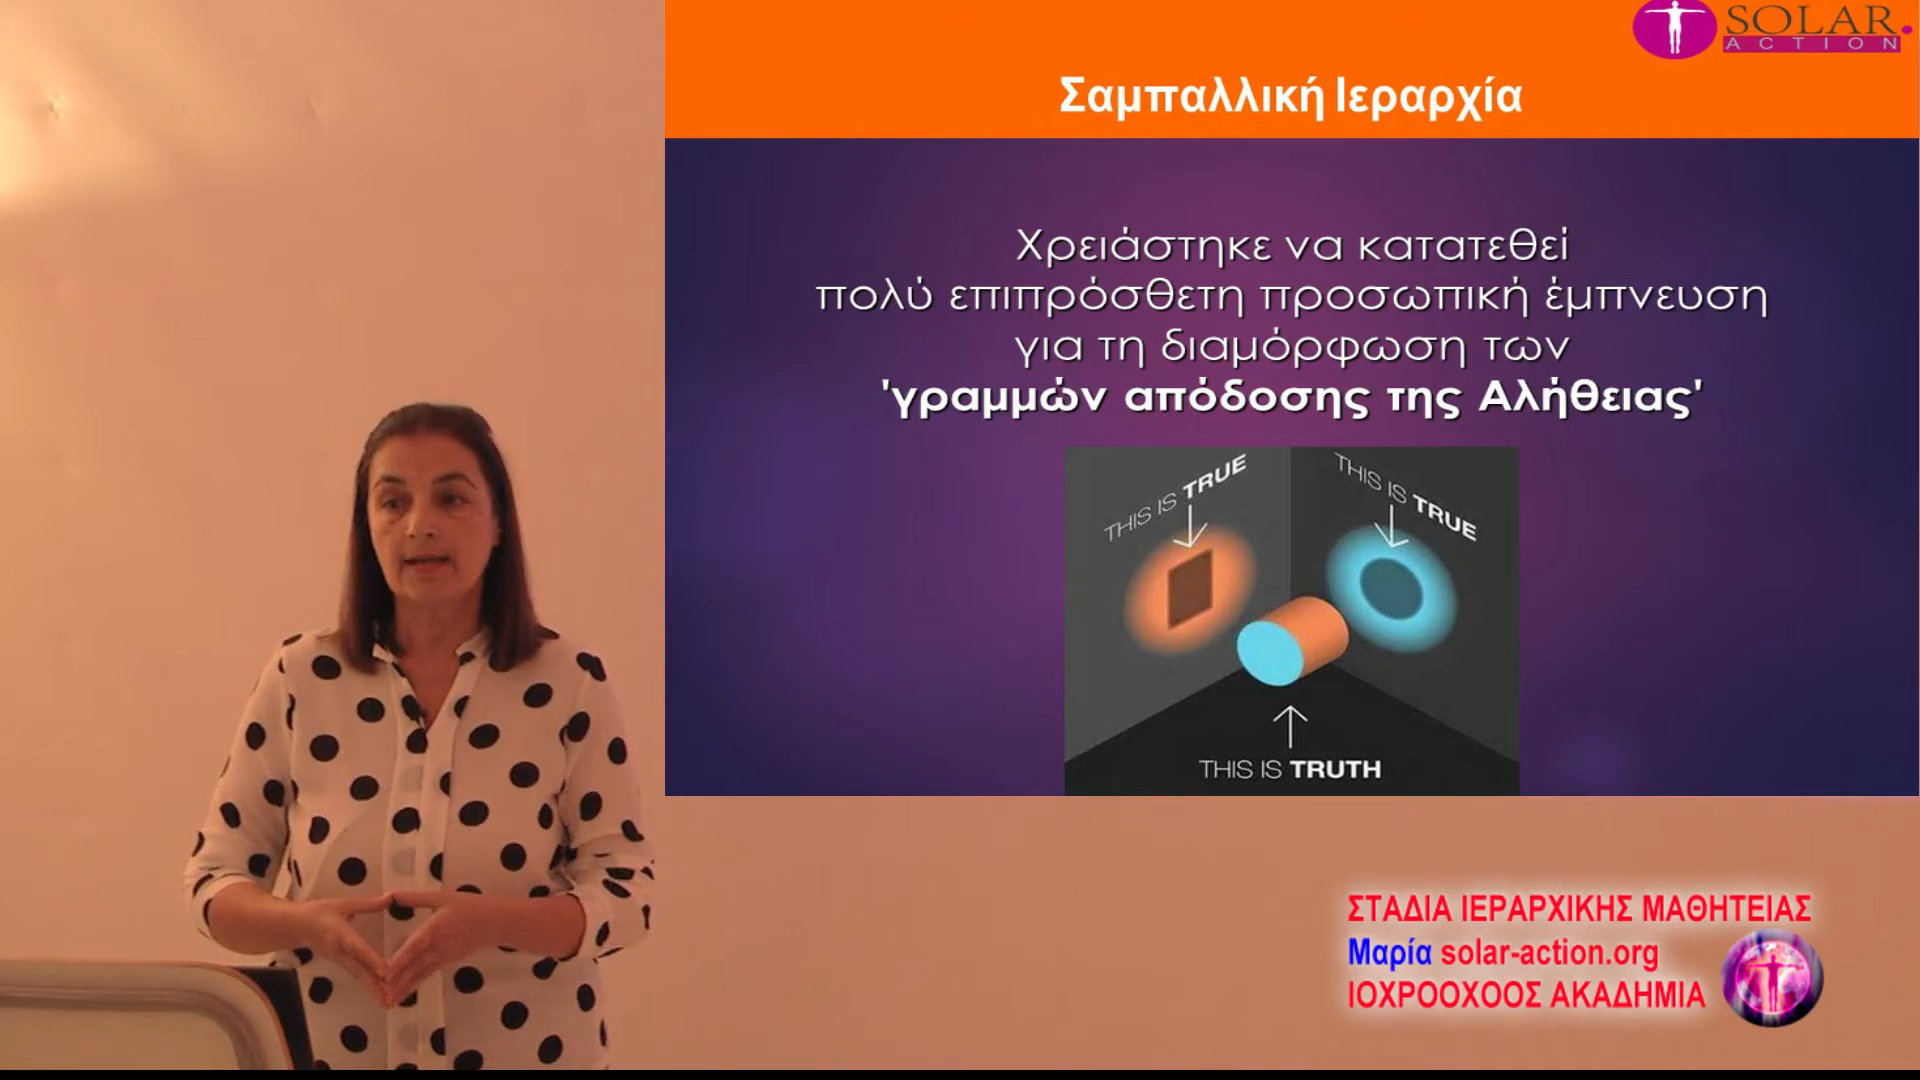 SOLAR
ACTION
Σαμπαλλική Ιεραρχία
Χρειάστηκε να κατατεθεί
πολύ επιπρόσθετη προσωπική έμπνευση
για τη διαμόρφωση των
'γραμμών απόδοσης της Αλήθειας'
THIS IS TRUE
THIS IS TRUE
THIS IS TRUTH
ΣΤΑΔΙΑ ΙΕΡΑΡΧΙΚΗΣ ΜΑΘΗΤΕΙΑΣ
Μαρία solar-action.org
ΙΟΧΡΟΟΧΟΟΣ ΑΚΑΔΗΜΙΑ